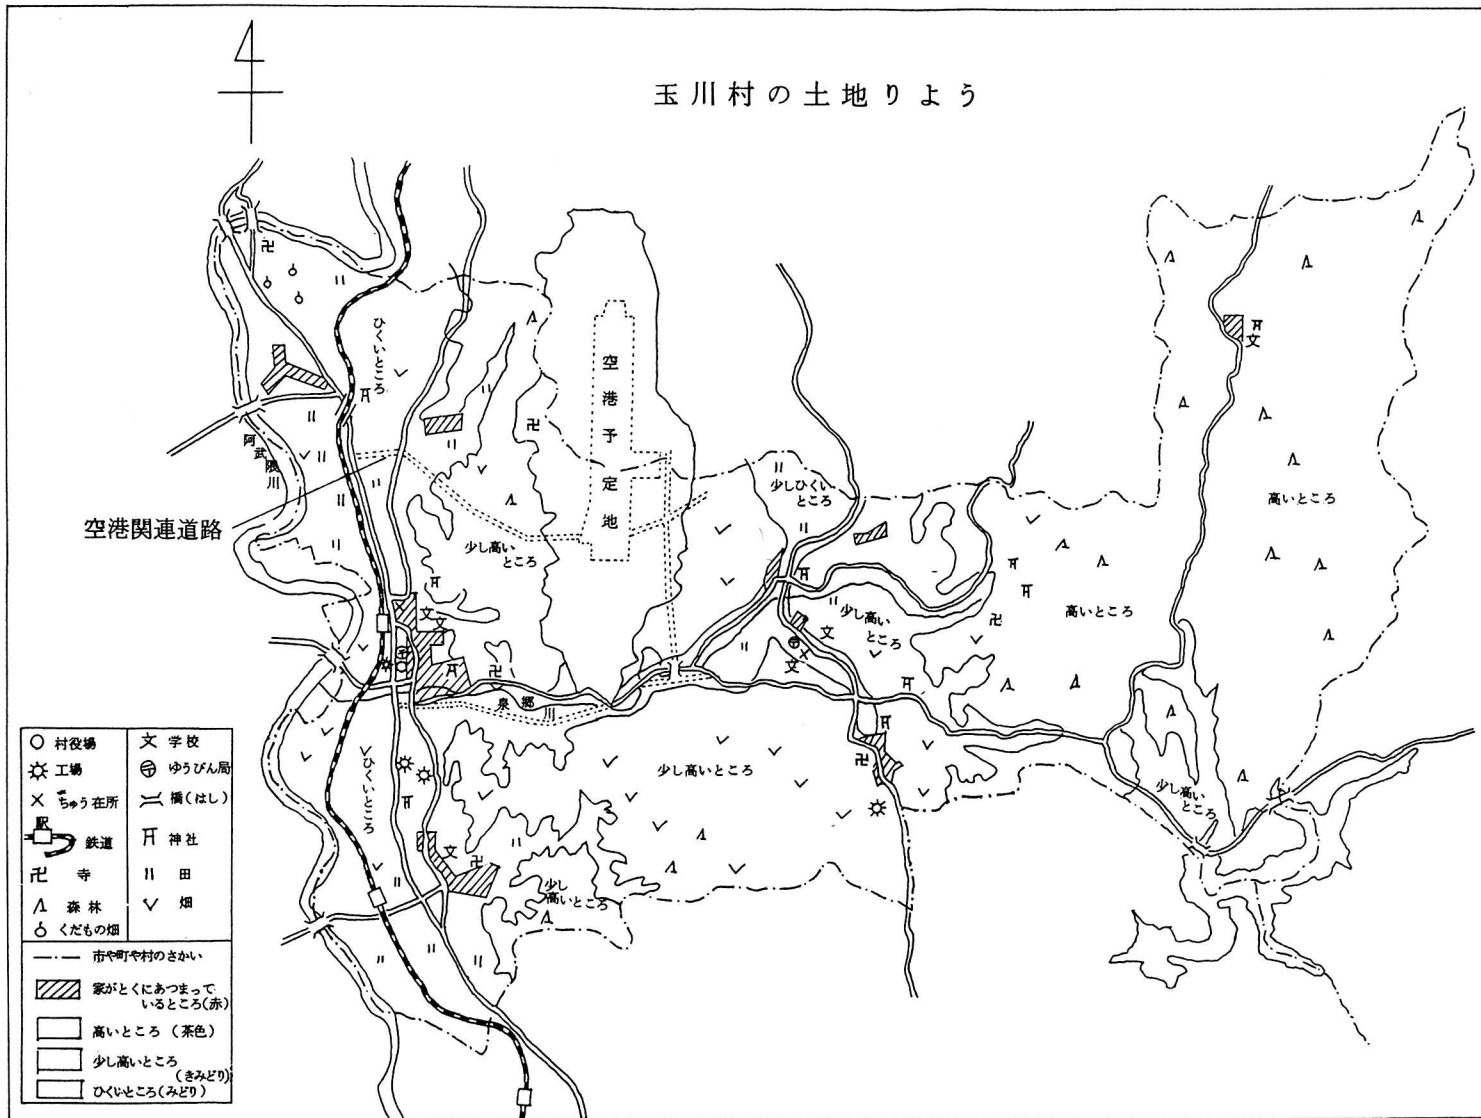 玉川村の土地りよう
ひくいところ
空港予定地
阿武隈川
空港関連道路
少しひくい
ところ
少し高い
ところ
高いところ
少し高い
ところ
高いところ
文
文
文
文
文
文
泉郷川
ひくいところ
少し高いところ
少し高い
ところ
少し
高いところ
村役場
文 学校
工場
ゆうびん局
ちゅう在所
橋(はし)
駅
鉄道
神社
卍 寺
田
森林
畑
くだもの畑
市や町や村のさかい
家がとくにあつまって
いるところ(赤)
高いところ (茶色)
少し高いところ
(きみどり)
ひくいところ(みどり)